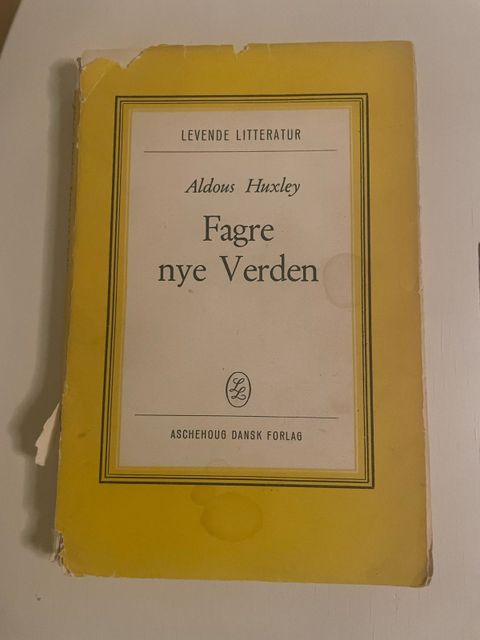 LEVENDE LITTERATUR
Aldous Huxley
Fagre
nye Verden
LL
ASCHEHOUG DANSK FORLAG